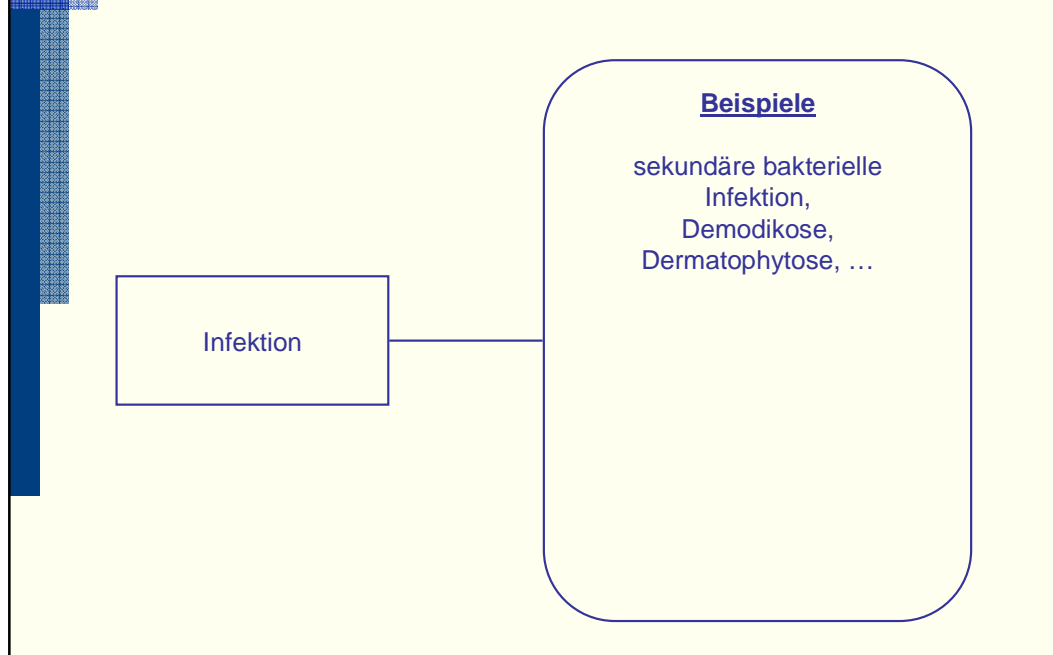 Beispiele
sekundäre bakterielle
Infektion,
Demodikose,
Dermatophytose, …
Infektion